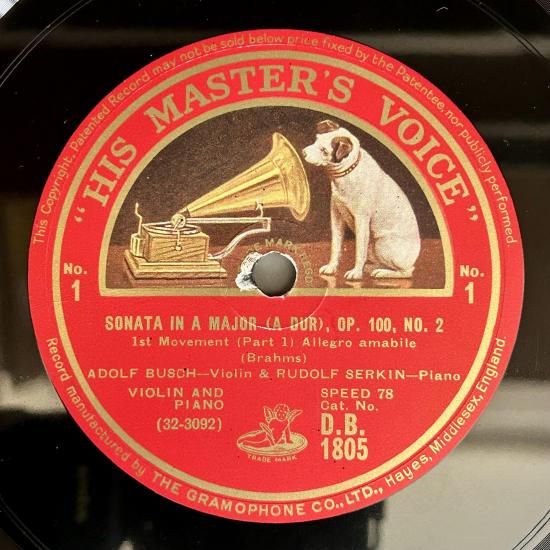 This Copyright, Patented Record may not be sold below price fixed by the Patentee, nor publicly performed.
"HIS MASTER'S VOICE"
No.
1
No.
1
SONATA IN A MAJOR (A DUR), OP. 100, NO. 2
1st Movement (Part 1) Allegro amabile
(Brahms)
ADOLF BUSCH—Violin & RUDOLF SERKIN—Piano
VIOLIN AND
PIANO
(32-3092)
SPEED 78
Cat. No.
D.B.
1805
TRADE MARK
Record manufactured by THE GRAMOPHONE CO., LTD., Hayes, Middlesex, England.